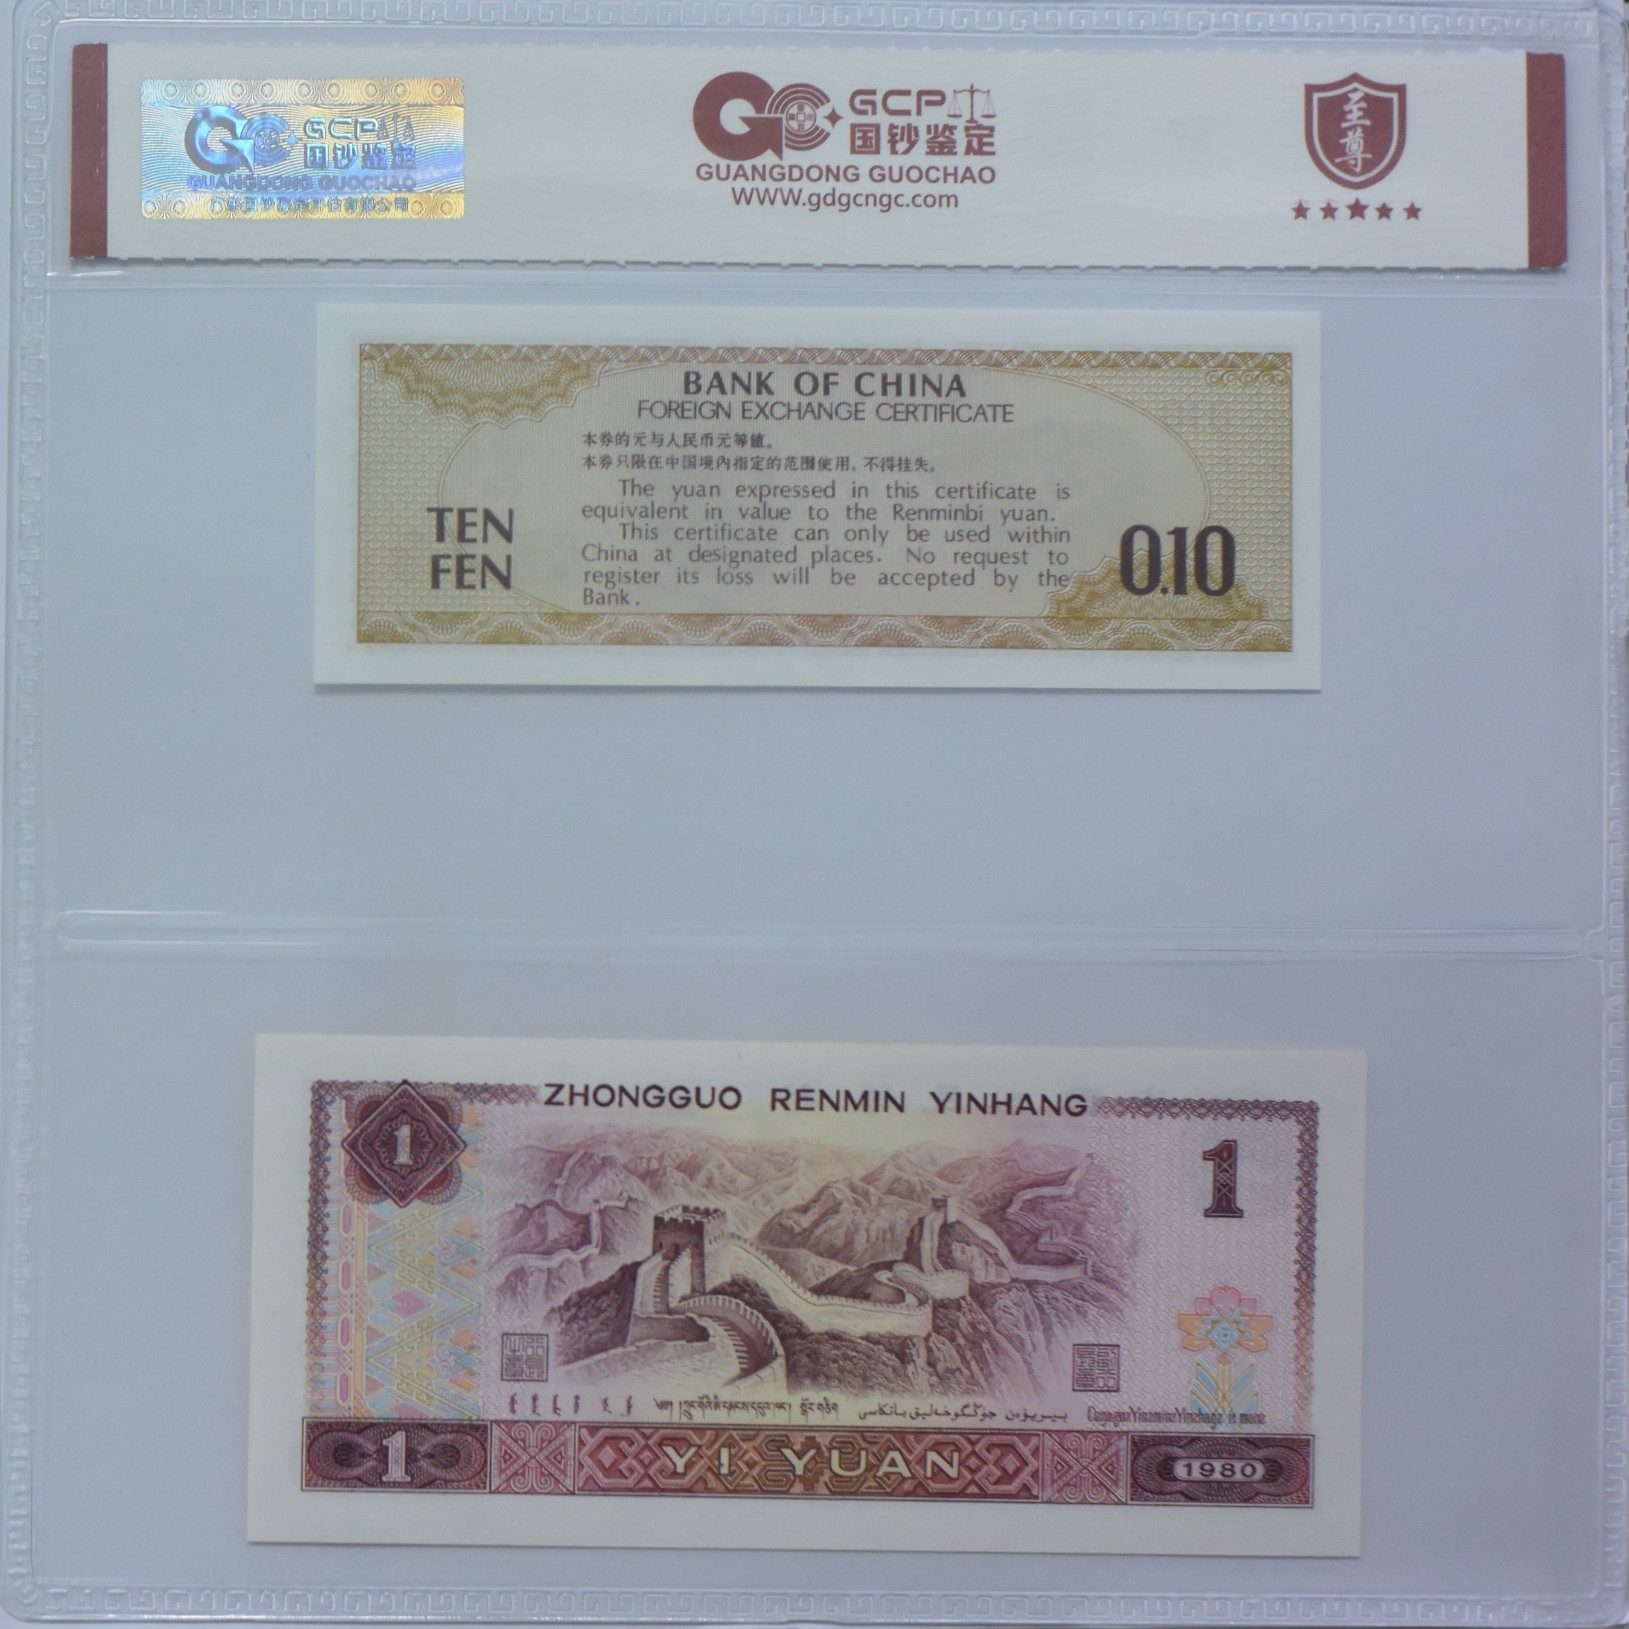 GCP
国钞鉴定
GUANGDONG GUOCHAO
GCP
国钞鉴定
GUANGDONG GUOCHAO
WWW.gdgcngc.com
至尊
BANK OF CHINA
FOREIGN EXCHANGE CERTIFICATE
本券的元与人民币元等值。
本券只限在中国境内指定的范围使用。不得挂失。
The yuan expressed in this certificate is
equivalent in value to the Renminbi yuan.
This certificate can only be used within
China at designated places. No request to
register its loss will be accepted by the
Bank.
TEN
FEN
0.10
ZHONGGUO RENMIN YINHANG
1
1
1
YI YUAN
1980